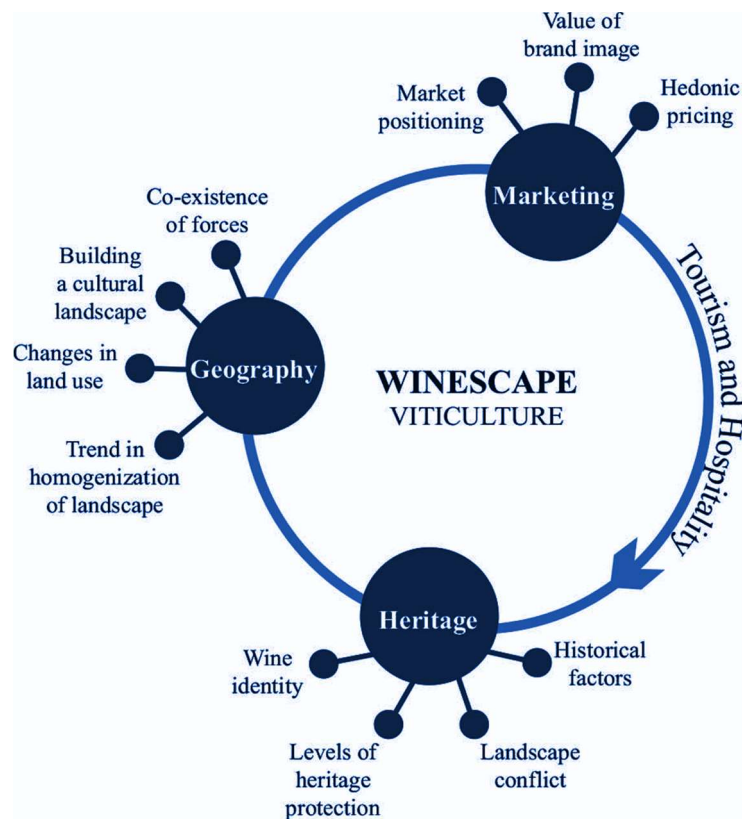 Value of
brand image
Market
positioning
Hedonic
pricing
Marketing
Co-existence
of forces
Building
a cultural
landscape
Changes in
land use
Geography
Trend in
homogenization
of landscape
WINESCAPE
VITICULTURE
Tourism and Hospitality
Heritage
Wine
identity
Historical
factors
Levels of
heritage
protection
Landscape
conflict